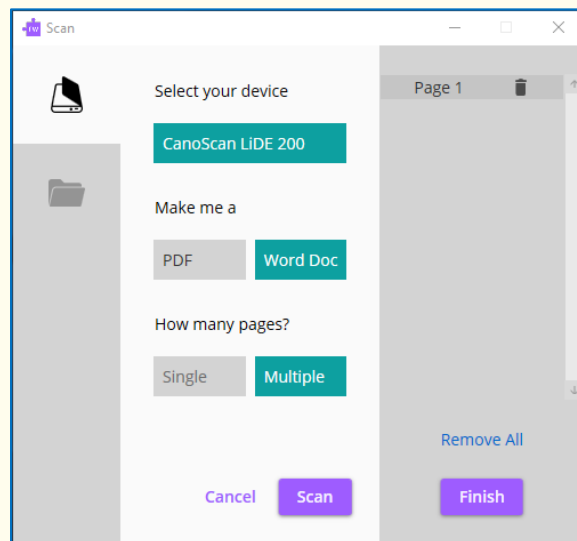 rw Scan
Select your device
CanoScan LiDE 200
Make me a
PDF Word Doc
How many pages?
Single Multiple
Cancel Scan
Page 1
Remove All
Finish